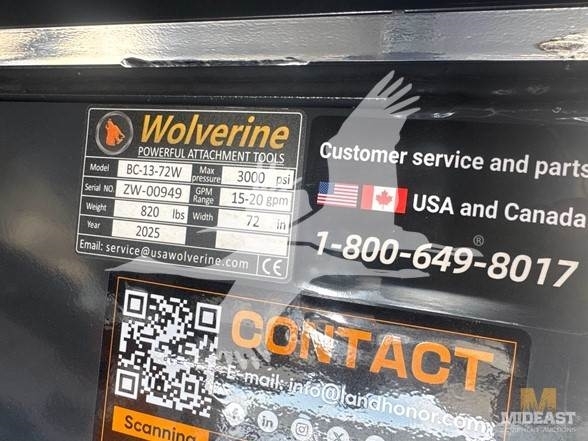 Wolverine
POWERFUL ATTACHMENT TOOLS
Model BC-13-72W Max pressure 3000 psi
Serial NO. ZW-00949 GPM Range 15-20 gpm
Weight 820 lbs Width 72 in
Year 2025
Email: service@usawolverine.com CE
Customer service and parts
USA and Canada
1-800-649-8017
®
CONTACT
E-mail: info@landhonor.com
Scanning
M
MIDEAST